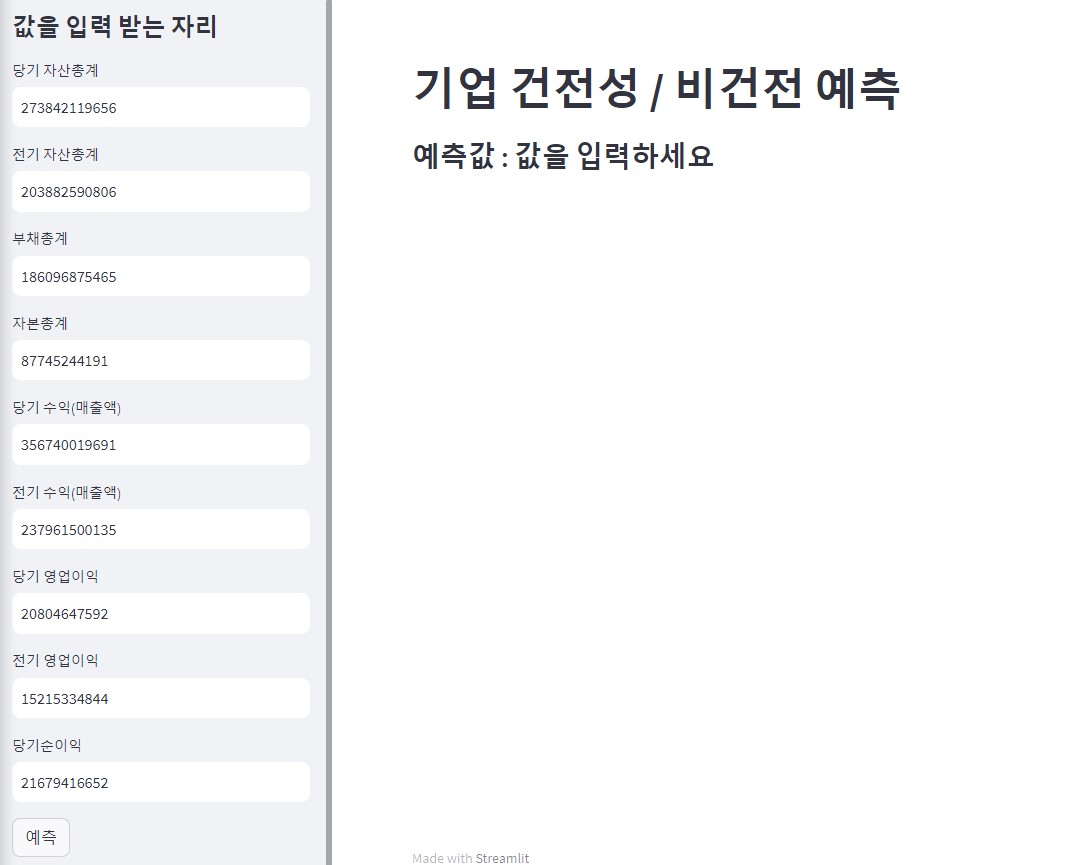 값을 입력 받는 자리
당기 자산총계
273842119656
전기 자산총계
203882590806
부채총계
186096875465
자본총계
87745244191
당기 수익(매출액)
356740019691
전기 수익(매출액)
237961500135
당기 영업이익
20804647592
전기 영업이익
15215334844
당기순이익
21679416652
예측
기업 건전성 / 비건전 예측
예측값 : 값을 입력하세요
Made with Streamlit